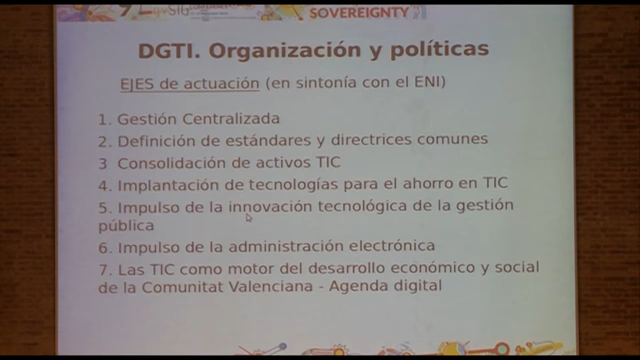 SOVEREIGNTY
DGTI. Organización y políticas
EJES de actuación (en sintonía con el ENI)
1. Gestión Centralizada
2. Definición de estándares y directrices comunes
3 Consolidación de activos TIC
4. Implantación de tecnologías para el ahorro en TIC
5. Impulso de la innovación tecnológica de la gestión
pública
6. Impulso de la administración electrónica
7. Las TIC como motor del desarrollo económico y social
de la Comunitat Valenciana - Agenda digital